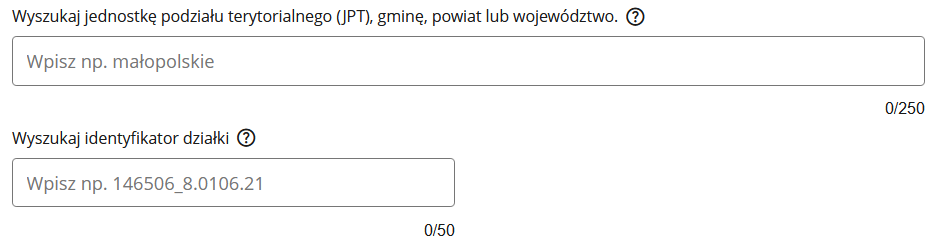 Wyszukaj jednostkę podziału terytorialnego (JPT), gminę, powiat lub województwo. ?
Wpisz np. małopolskie
0/250
Wyszukaj identyfikator działki ?
Wpisz np. 146506_8.0106.21
0/50